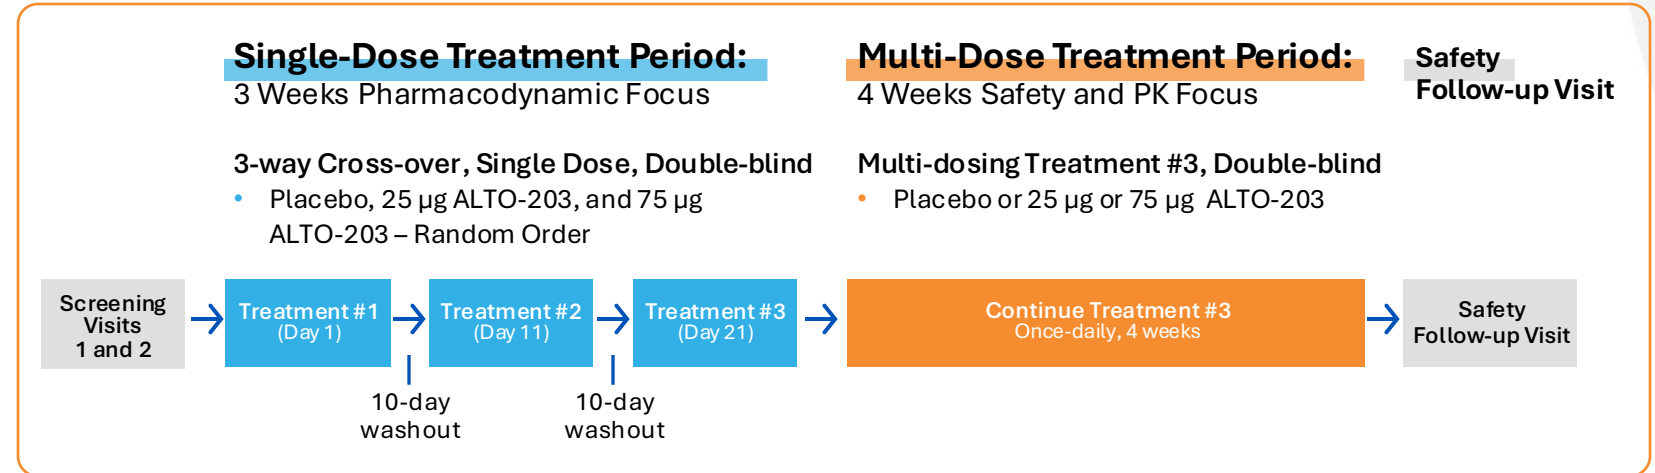 Single-Dose Treatment Period:
3 Weeks Pharmacodynamic Focus
3-way Cross-over, Single Dose, Double-blind
• Placebo, 25 µg ALTO-203, and 75 µg
ALTO-203 – Random Order
Multi-Dose Treatment Period:
4 Weeks Safety and PK Focus
Multi-dosing Treatment #3, Double-blind
• Placebo or 25 µg or 75 µg ALTO-203
Safety
Follow-up Visit
Screening
Visits
1 and 2
Treatment #1
(Day 1)
Treatment #2
(Day 11)
Treatment #3
(Day 21)
Continue Treatment #3
Once-daily, 4 weeks
Safety
Follow-up Visit
10-day
washout
10-day
washout